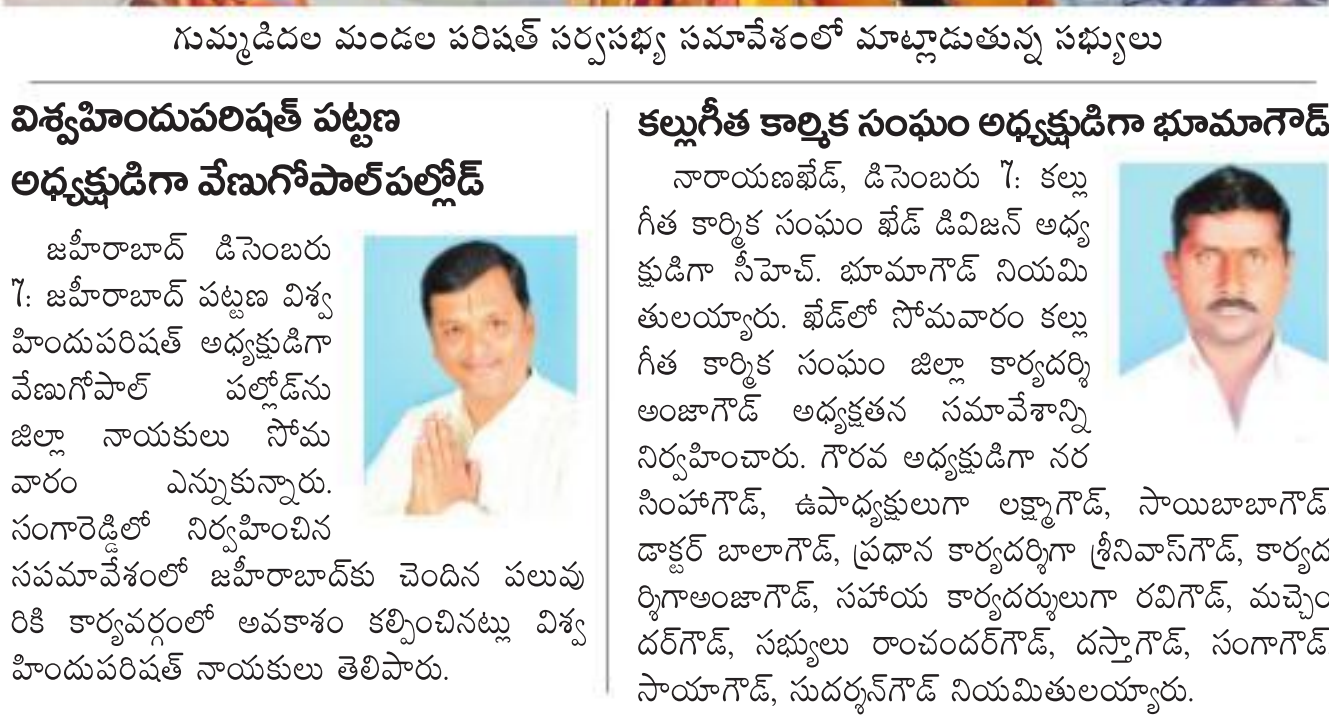 గుమ్మడిదల మండల పరిషత్ సర్వసభ్య సమావేశంలో మాట్లాడుతున్న సభ్యులు
విశ్వహిందుపరిషత్ పట్టణ
అధ్యక్షుడిగా వేణుగోపాల్‌పల్లోడ్
జహీరాబాద్ డిసెంబరు
7: జహీరాబాద్ పట్టణ విశ్వ
హిందుపరిషత్ అధ్యక్షుడిగా
వేణుగోపాల్ పల్లోడ్‌ను
జిల్లా నాయకులు సోమ
వారం ఎన్నుకున్నారు.
సంగారెడ్డిలో నిర్వహించిన
సపమావేశంలో జహీరాబాద్‌కు చెందిన పలువు
రికి కార్యవర్గంలో అవకాశం కల్పించినట్లు విశ్వ
హిందుపరిషత్ నాయకులు తెలిపారు.
కల్లుగీత కార్మిక సంఘం అధ్యక్షుడిగా భూమాగౌడ్
నారాయణఖేడ్, డిసెంబరు 7: కల్లు
గీత కార్మిక సంఘం ఖేడ్ డివిజన్ అధ్య
క్షుడిగా సీహెచ్. భూమాగౌడ్ నియమి
తులయ్యారు. ఖేడ్‌లో సోమవారం కల్లు
గీత కార్మిక సంఘం జిల్లా కార్యదర్శి
అంజాగౌడ్ అధ్యక్షతన సమావేశాన్ని
నిర్వహించారు. గౌరవ అధ్యక్షుడిగా నర
సింహాగౌడ్, ఉపాధ్యక్షులుగా లక్ష్మాగౌడ్, సాయిబాబాగౌడ్
డాక్టర్ బాలాగౌడ్, ప్రధాన కార్యదర్శిగా శ్రీనివాస్‌గౌడ్, కార్యద
ర్శిగాఅంజాగౌడ్, సహాయ కార్యదర్శులుగా రవిగౌడ్, మచ్చెం
దర్‌గౌడ్, సభ్యులు రాంచందర్‌గౌడ్, దస్తాగౌడ్, సంగాగౌడ్
సాయాగౌడ్, సుదర్శన్‌గౌడ్ నియమితులయ్యారు.